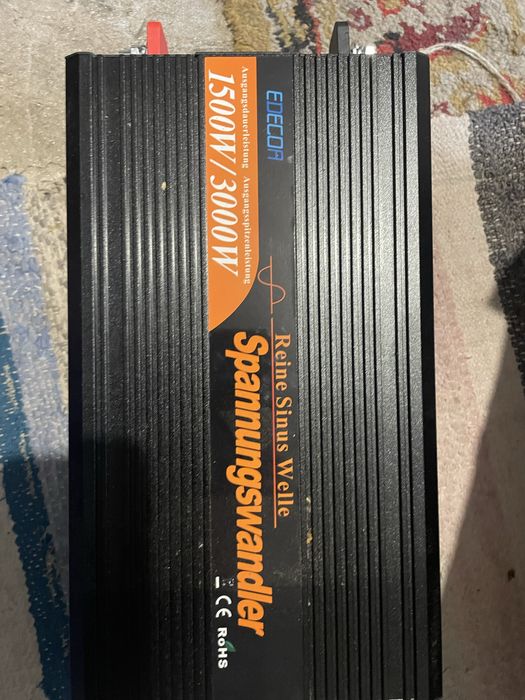 EDECOA
Ausgangsdauerleistung Ausgangsspitzenleistung
1500W/3000W
Reine Sinus Welle
Spannungswandler
CE RoHS